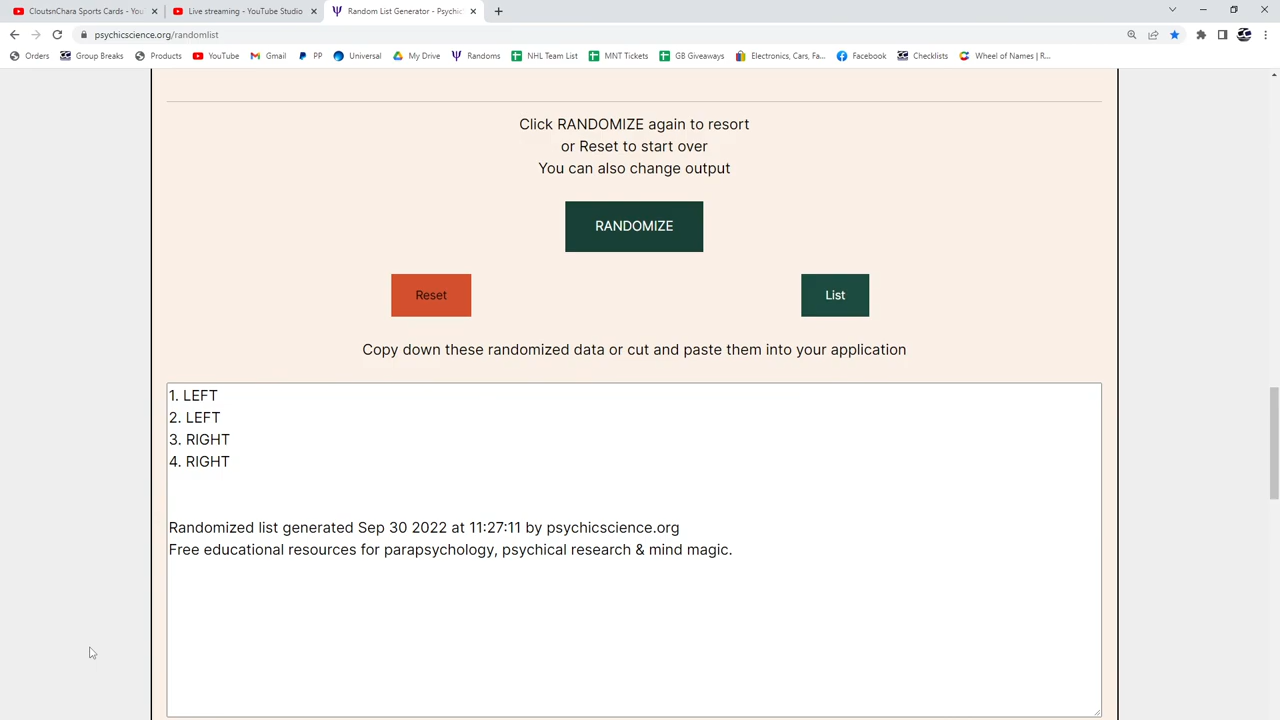 CloutsnChara Sports Cards - You
Live streaming - YouTube Studio
Random List Generator - Psychic
psychicscience.org/randomlist
Orders Group Breaks Products YouTube Gmail PP Universal My Drive Randoms NHL Team List MNT Tickets GB Giveaways Electronics, Cars, Fa... Facebook Checklists Wheel of Names | R...
Click RANDOMIZE again to resort
or Reset to start over
You can also change output
RANDOMIZE
Reset List
Copy down these randomized data or cut and paste them into your application
1. LEFT
2. LEFT
3. RIGHT
4. RIGHT
Randomized list generated Sep 30 2022 at 11:27:11 by psychicscience.org
Free educational resources for parapsychology, psychical research & mind magic.